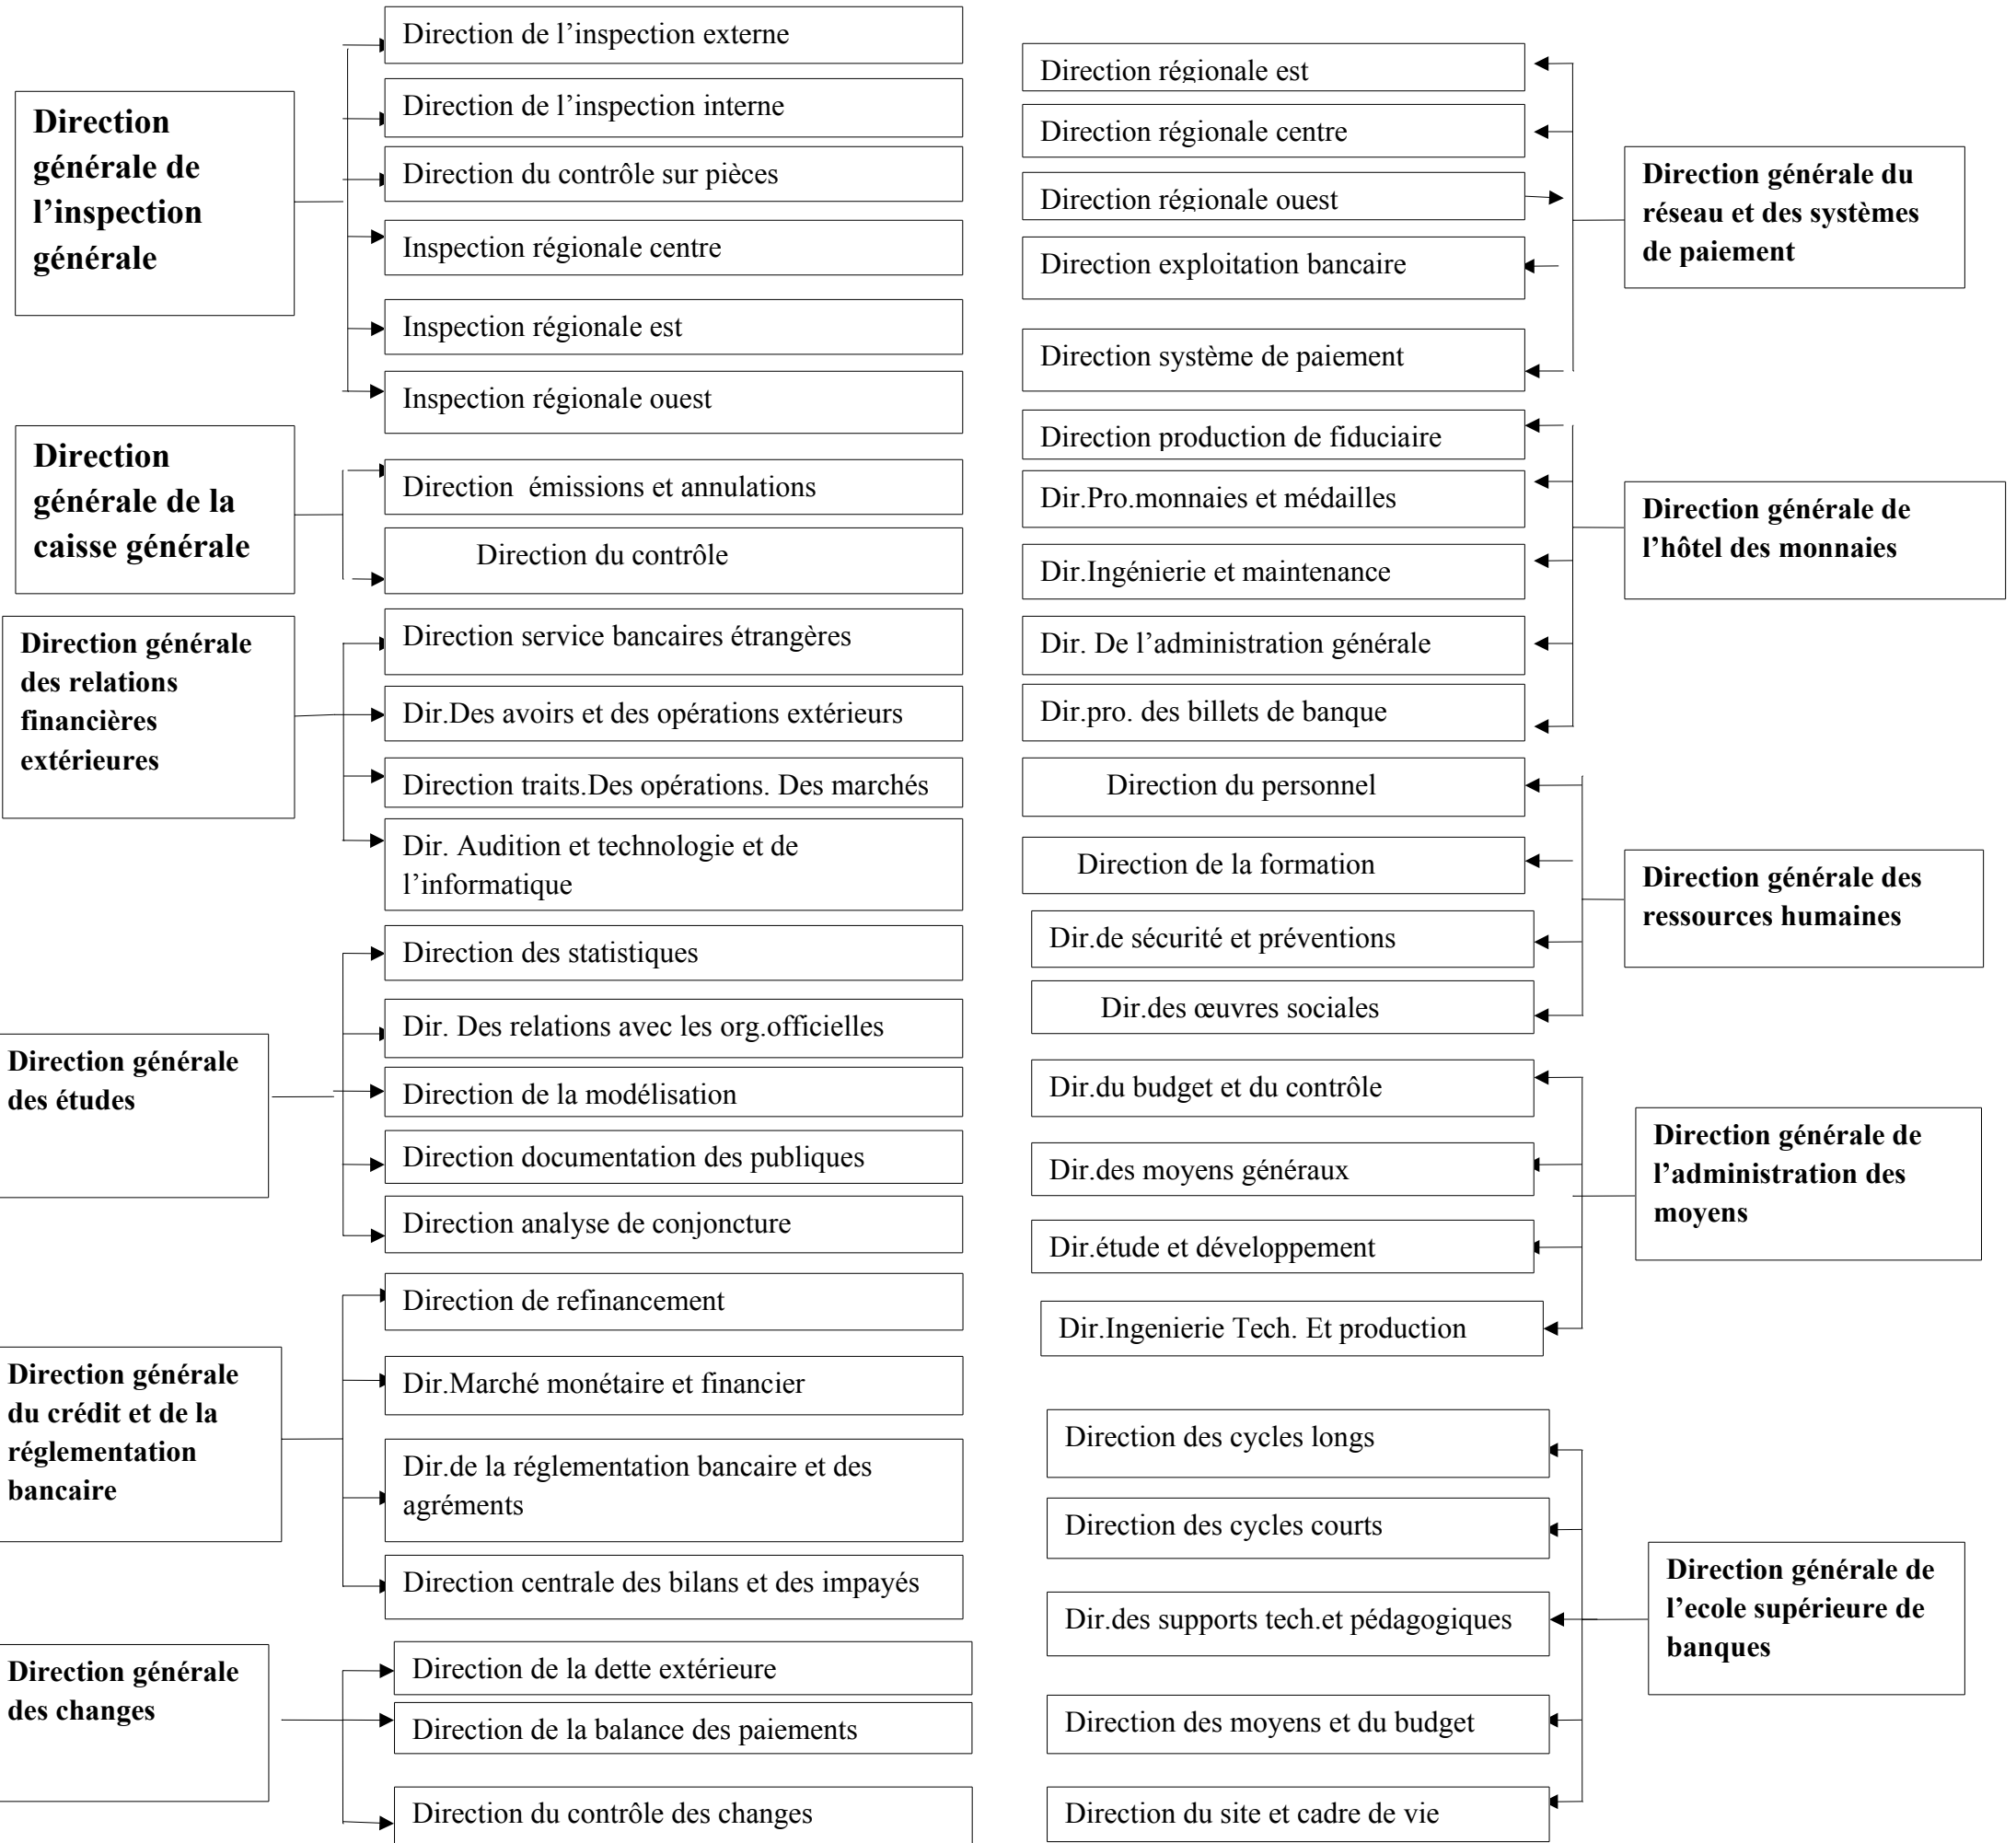 Direction
générale de
l’inspection
générale
Direction de l’inspection externe
Direction de l’inspection interne
Direction du contrôle sur pièces
Inspection régionale centre
Inspection régionale est
Inspection régionale ouest
Direction
générale de la
caisse générale
Direction émissions et annulations
Direction du contrôle
Direction générale
des relations
financières
extérieures
Direction service bancaires étrangères
Dir.Des avoirs et des opérations extérieurs
Direction traits.Des opérations. Des marchés
Dir. Audition et technologie et de
l’informatique
Direction générale
des études
Direction des statistiques
Dir. Des relations avec les org.officielles
Direction de la modélisation
Direction documentation des publiques
Direction analyse de conjoncture
Direction générale
du crédit et de la
réglementation
bancaire
Direction de refinancement
Dir.Marché monétaire et financier
Dir.de la réglementation bancaire et des
agréments
Direction centrale des bilans et des impayés
Direction générale
des changes
Direction de la dette extérieure
Direction de la balance des paiements
Direction du contrôle des changes
Direction régionale est
Direction régionale centre
Direction régionale ouest
Direction exploitation bancaire
Direction système de paiement
Direction générale du
réseau et des systèmes
de paiement
Direction production de fiduciaire
Dir.Pro.monnaies et médailles
Dir.Ingénierie et maintenance
Dir. De l’administration générale
Dir.pro. des billets de banque
Direction générale de
l’hôtel des monnaies
Direction du personnel
Direction de la formation
Dir.de sécurité et préventions
Dir.des œuvres sociales
Direction générale des
ressources humaines
Dir.du budget et du contrôle
Dir.des moyens généraux
Dir.étude et développement
Dir.Ingenierie Tech. Et production
Direction générale de
l’administration des
moyens
Direction des cycles longs
Direction des cycles courts
Dir.des supports tech.et pédagogiques
Direction des moyens et du budget
Direction du site et cadre de vie
Direction générale de
l’ecole supérieure de
banques